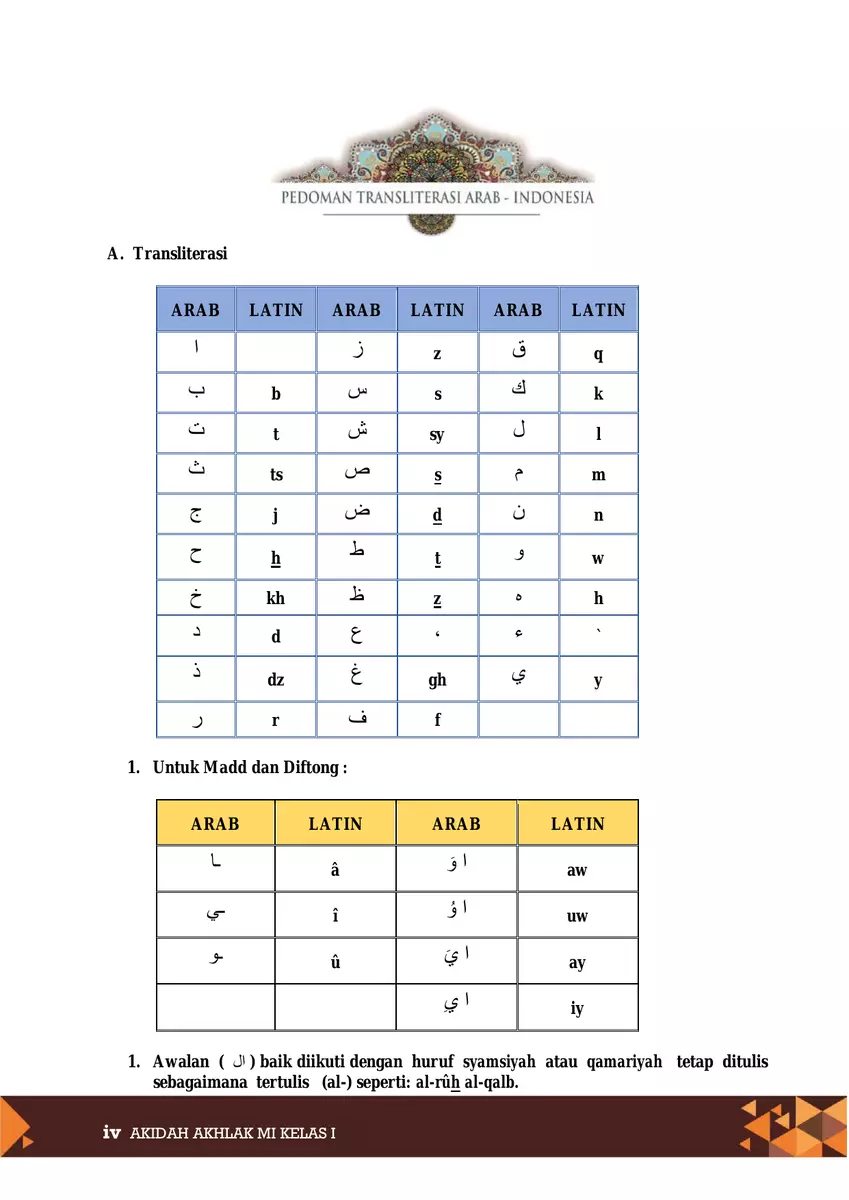 PEDOMAN TRANSLITERASI ARAB - INDONESIA
A. Transliterasi
ARAB LATIN ARAB LATIN ARAB LATIN
ا ز z ق q
ب b س s ك k
ت t ش sy ل l
ث ts ص s̲ م m
ج j ض d̲ ن n
ح h̲ ط t̲ و w
خ kh ظ z̲ ه h
د d ع ‘ ء `
ذ dz غ gh ي y
ر r ف f
1. Untuk Madd dan Diftong :
ARAB LATIN ARAB LATIN
ـا â ا وَ aw
ـي î ا وُ uw
ـو û ا يَ ay
ا يِ iy
1. Awalan ( ال ) baik diikuti dengan huruf syamsiyah atau qamariyah tetap ditulis
sebagaimana tertulis (al-) seperti: al-rûh̲ al-qalb.
iv AKIDAH AKHLAK MI KELAS I